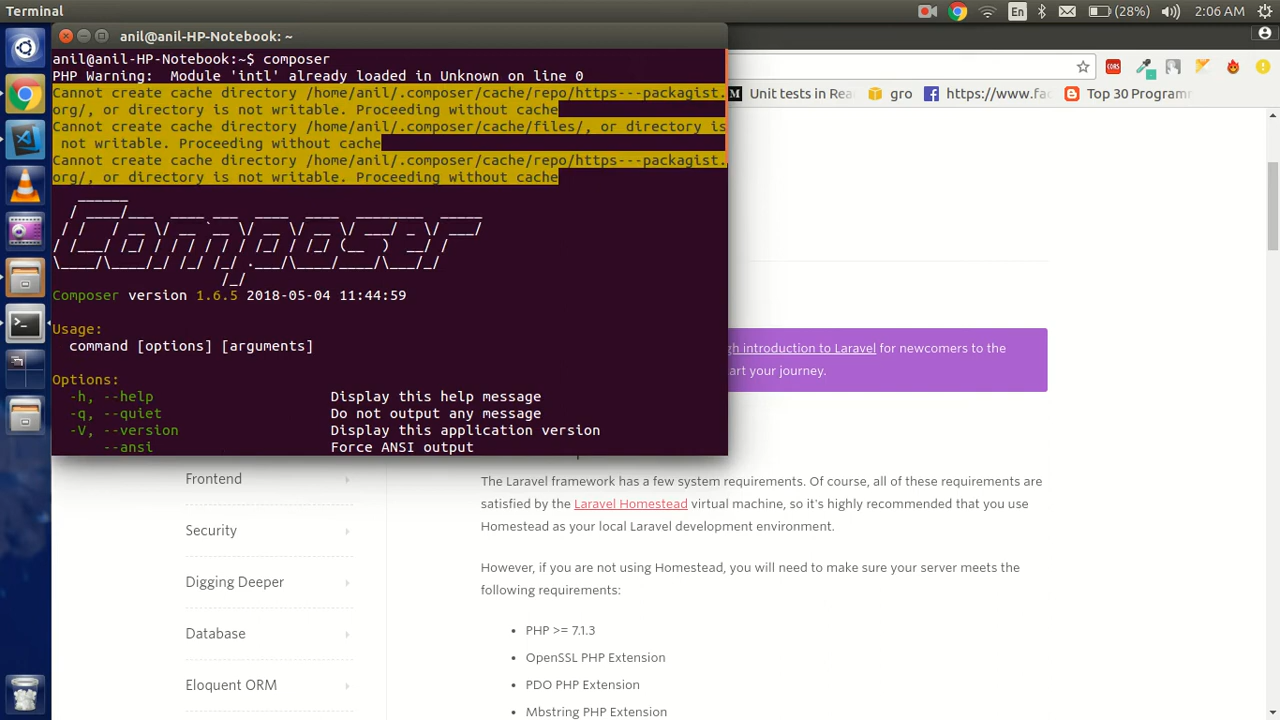 Terminal
En
(28%)
2:06 AM
anil@anil-HP-Notebook: ~
anil@anil-HP-Notebook:~$ composer
PHP Warning:  Module 'intl' already loaded in Unknown on line 0
Cannot create cache directory /home/anil/.composer/cache/repo/https---packagist.
org/, or directory is not writable. Proceeding without cache
Cannot create cache directory /home/anil/.composer/cache/files/, or directory is
not writable. Proceeding without cache
Cannot create cache directory /home/anil/.composer/cache/repo/https---packagist.
org/, or directory is not writable. Proceeding without cache
Composer
Composer version 1.6.5 2018-05-04 11:44:59
Usage:
command [options] [arguments]
Options:
-h, --help Display this help message
-q, --quiet Do not output any message
-V, --version Display this application version
--ansi Force ANSI output
CORS
M Unit tests in Rea
gro
https://www.fac
Top 30 Programm
gh introduction to Laravel for newcomers to the
tart your journey.
Frontend
Security
Digging Deeper
Database
Eloquent ORM
The Laravel framework has a few system requirements. Of course, all of these requirements are
satisfied by the Laravel Homestead virtual machine, so it's highly recommended that you use
Homestead as your local Laravel development environment.
However, if you are not using Homestead, you will need to make sure your server meets the
following requirements:
• PHP >= 7.1.3
• OpenSSL PHP Extension
• PDO PHP Extension
• Mbstring PHP Extension